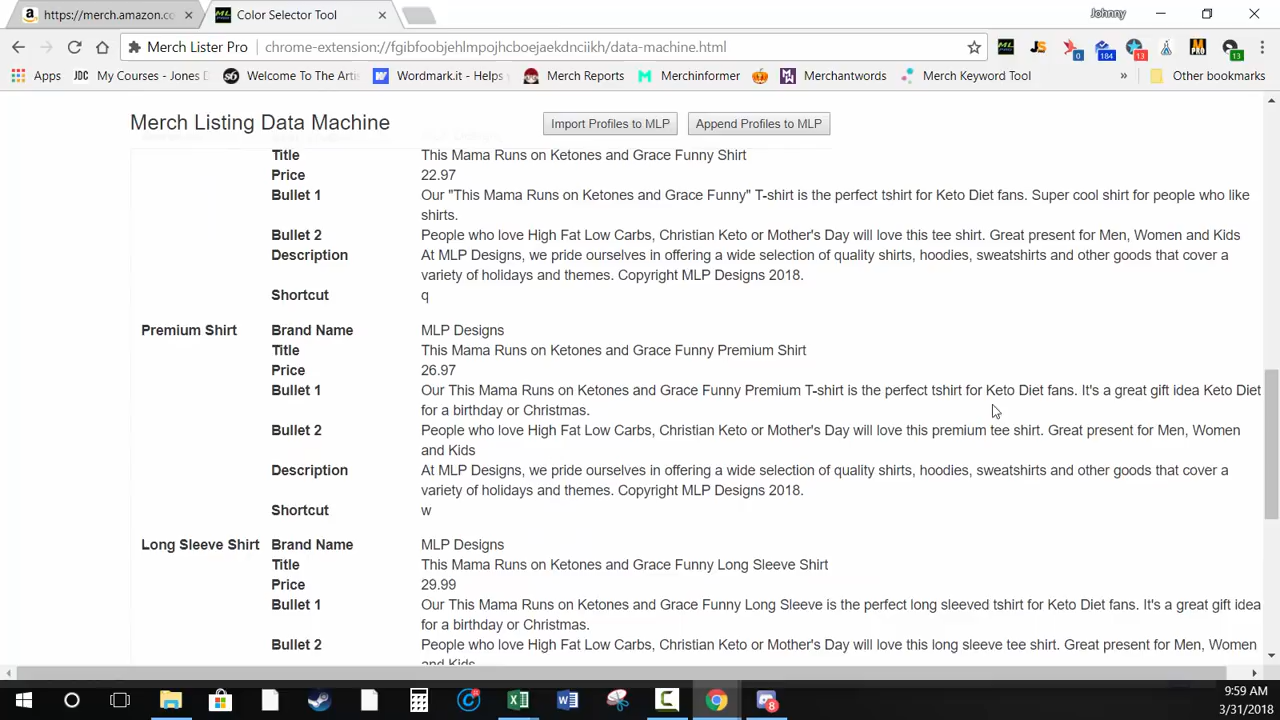 https://merch.amazon.co
Color Selector Tool
Johnny
Merch Lister Pro
chrome-extension://fgibfoobjehlmpojhcboejaekdnciikh/data-machine.html
0
184
13
13
Apps
My Courses - Jones D
Welcome To The Arti
Wordmark.it - Helps
Merch Reports
Merchinformer
Merchantwords
Merch Keyword Tool
»
Other bookmarks
Merch Listing Data Machine
Import Profiles to MLP
Append Profiles to MLP
Title This Mama Runs on Ketones and Grace Funny Shirt
Price 22.97
Bullet 1 Our "This Mama Runs on Ketones and Grace Funny" T-shirt is the perfect tshirt for Keto Diet fans. Super cool shirt for people who like
shirts.
Bullet 2 People who love High Fat Low Carbs, Christian Keto or Mother's Day will love this tee shirt. Great present for Men, Women and Kids
Description At MLP Designs, we pride ourselves in offering a wide selection of quality shirts, hoodies, sweatshirts and other goods that cover a
variety of holidays and themes. Copyright MLP Designs 2018.
Shortcut q
Premium Shirt Brand Name MLP Designs
Title This Mama Runs on Ketones and Grace Funny Premium Shirt
Price 26.97
Bullet 1 Our This Mama Runs on Ketones and Grace Funny Premium T-shirt is the perfect tshirt for Keto Diet fans. It's a great gift idea Keto Diet
for a birthday or Christmas.
Bullet 2 People who love High Fat Low Carbs, Christian Keto or Mother's Day will love this premium tee shirt. Great present for Men, Women
and Kids
Description At MLP Designs, we pride ourselves in offering a wide selection of quality shirts, hoodies, sweatshirts and other goods that cover a
variety of holidays and themes. Copyright MLP Designs 2018.
Shortcut w
Long Sleeve Shirt Brand Name MLP Designs
Title This Mama Runs on Ketones and Grace Funny Long Sleeve Shirt
Price 29.99
Bullet 1 Our This Mama Runs on Ketones and Grace Funny Long Sleeve is the perfect long sleeved tshirt for Keto Diet fans. It's a great gift idea
for a birthday or Christmas.
Bullet 2 People who love High Fat Low Carbs, Christian Keto or Mother's Day will love this long sleeve tee shirt. Great present for Men, Women
and Kids
9:59 AM
3/31/2018